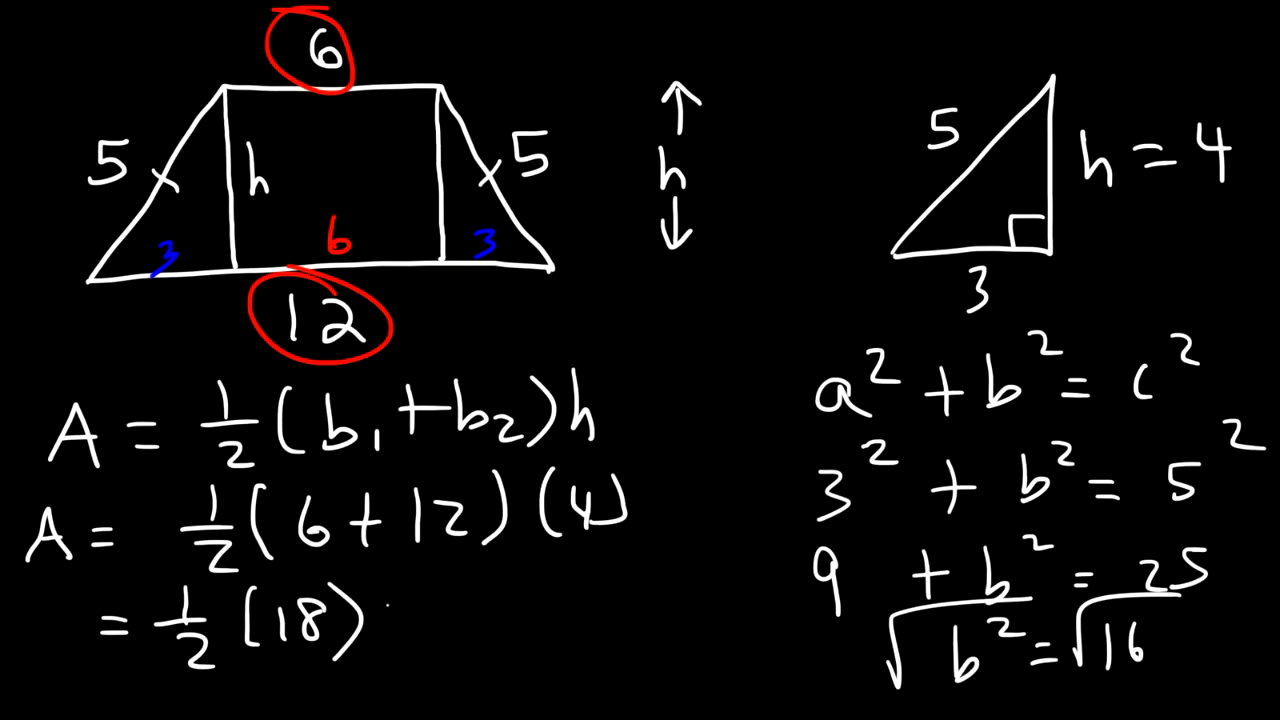 6
5 h 5
3 6 3
12
h
5 h = 4
3
A = 1/2 (b₁ + b₂)h
A = 1/2 (6 + 12) (4)
= 1/2 (18)
a² + b² = c²
3² + b² = 5²
9 + b² = 25
√b² = √16